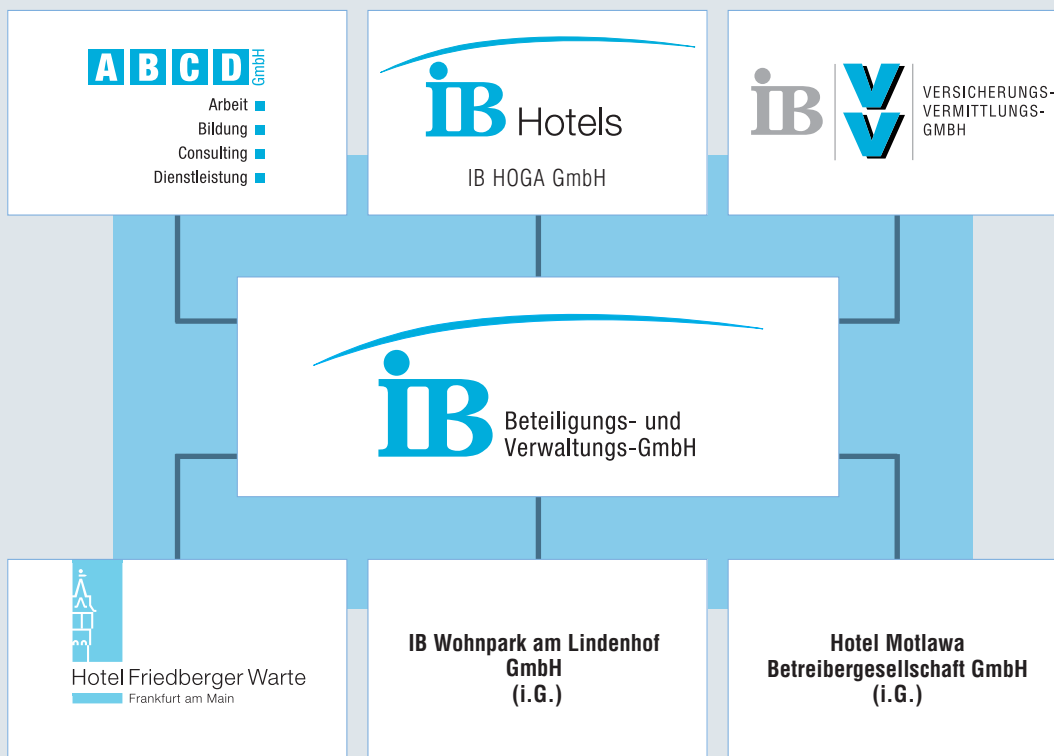 A B C D GmbH
Arbeit
Bildung
Consulting
Dienstleistung
iB Hotels
IB HOGA GmbH
iB VV
VERSICHERUNGS-
VERMITTLUNGS-
GMBH
iB Beteiligungs- und
Verwaltungs-GmbH
Hotel Friedberger Warte
Frankfurt am Main
IB Wohnpark am Lindenhof
GmbH
(i.G.)
Hotel Motlawa
Betreibergesellschaft GmbH
(i.G.)